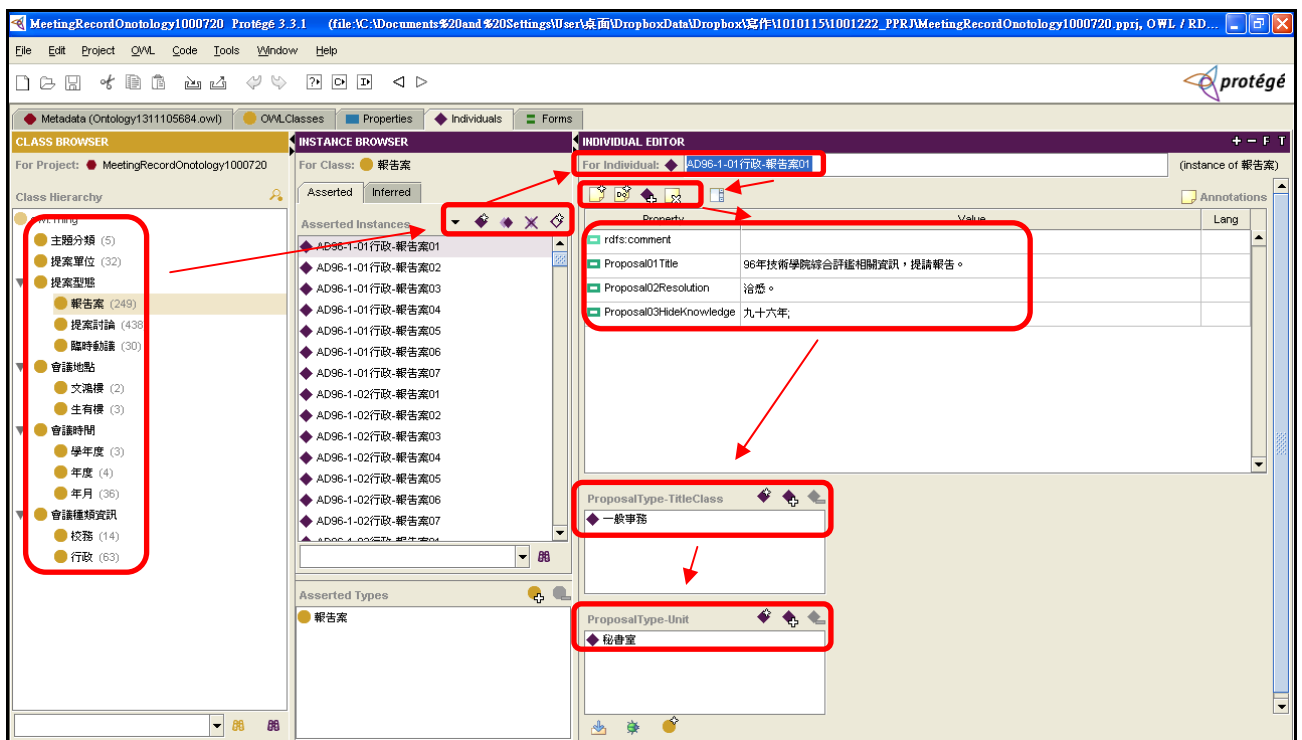 MeetingRecordOnotology1000720 Protégé 3.3.1 (file:\C:\Documents%20and%20Settings\User\桌面\DropboxData\Dropbox\寫作\1010115\1001222_PPRJ\MeetingRecordOnotology1000720.pprj, OWL / RD...
File Edit Project OWL Code Tools Window Help
protégé
Metadata (Ontology1311105684.owl) OWLClasses Properties Individuals Forms
CLASS BROWSER
For Project: MeetingRecordOnotology1000720
Class Hierarchy
owl:Thing
主題分類 (5)
提案單位 (32)
提案型態
報告案 (249)
提案討論 (438
臨時動議 (30)
會議地點
文鴻樓 (2)
生有樓 (3)
會議時間
學年度 (3)
年度 (4)
年月 (36)
會議種類資訊
校務 (14)
行政 (63)
INSTANCE BROWSER
For Class: 報告案
Asserted Inferred
Asserted Instances
AD96-1-01行政-報告案01
AD96-1-01行政-報告案02
AD96-1-01行政-報告案03
AD96-1-01行政-報告案04
AD96-1-01行政-報告案05
AD96-1-01行政-報告案06
AD96-1-01行政-報告案07
AD96-1-02行政-報告案01
AD96-1-02行政-報告案02
AD96-1-02行政-報告案03
AD96-1-02行政-報告案04
AD96-1-02行政-報告案05
AD96-1-02行政-報告案06
AD96-1-02行政-報告案07
Asserted Types
報告案
INDIVIDUAL EDITOR + − F T
For Individual: AD96-1-01行政-報告案01 (instance of 報告案)
Annotations
Property Value Lang
rdfs:comment
Proposal01Title 96年技術學院綜合評鑑相關資訊，提請報告。
Proposal02Resolution 洽悉。
Proposal03HideKnowledge 九十六年;
ProposalType-TitleClass
一般事務
ProposalType-Unit
秘書室